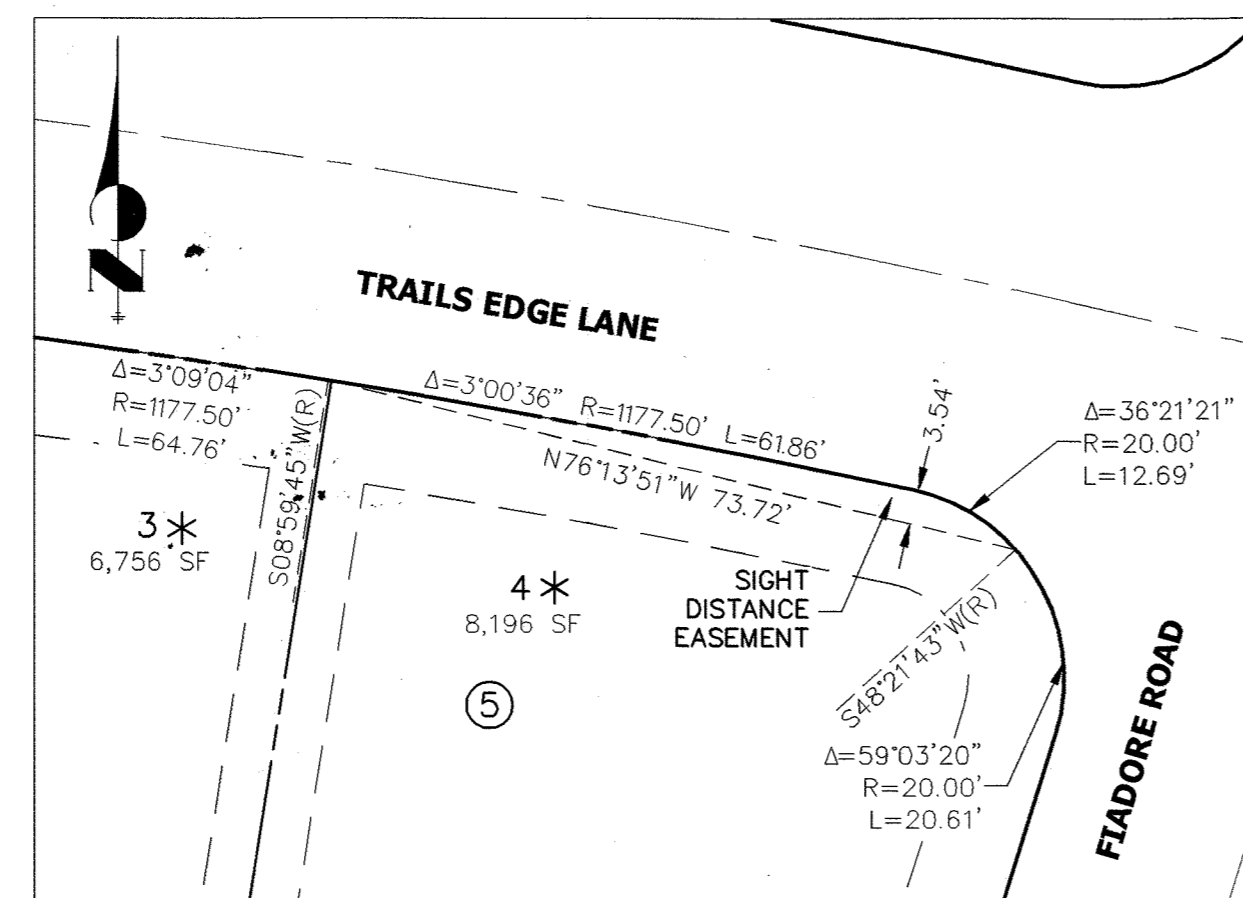 N
TRAILS EDGE LANE
Δ=3°09'04"
R=1177.50'
L=64.76'
S08°59'45"W(R)
Δ=3°00'36" R=1177.50' L=61.86'
N76°13'51"W 73.72'
3.54'
Δ=36°21'21"
R=20.00'
L=12.69'
3*
6,756 SF
4*
8,196 SF
SIGHT
DISTANCE
EASEMENT
S48°21'43"W(R)
5
Δ=59°03'20"
R=20.00'
L=20.61'
FIADORE ROAD